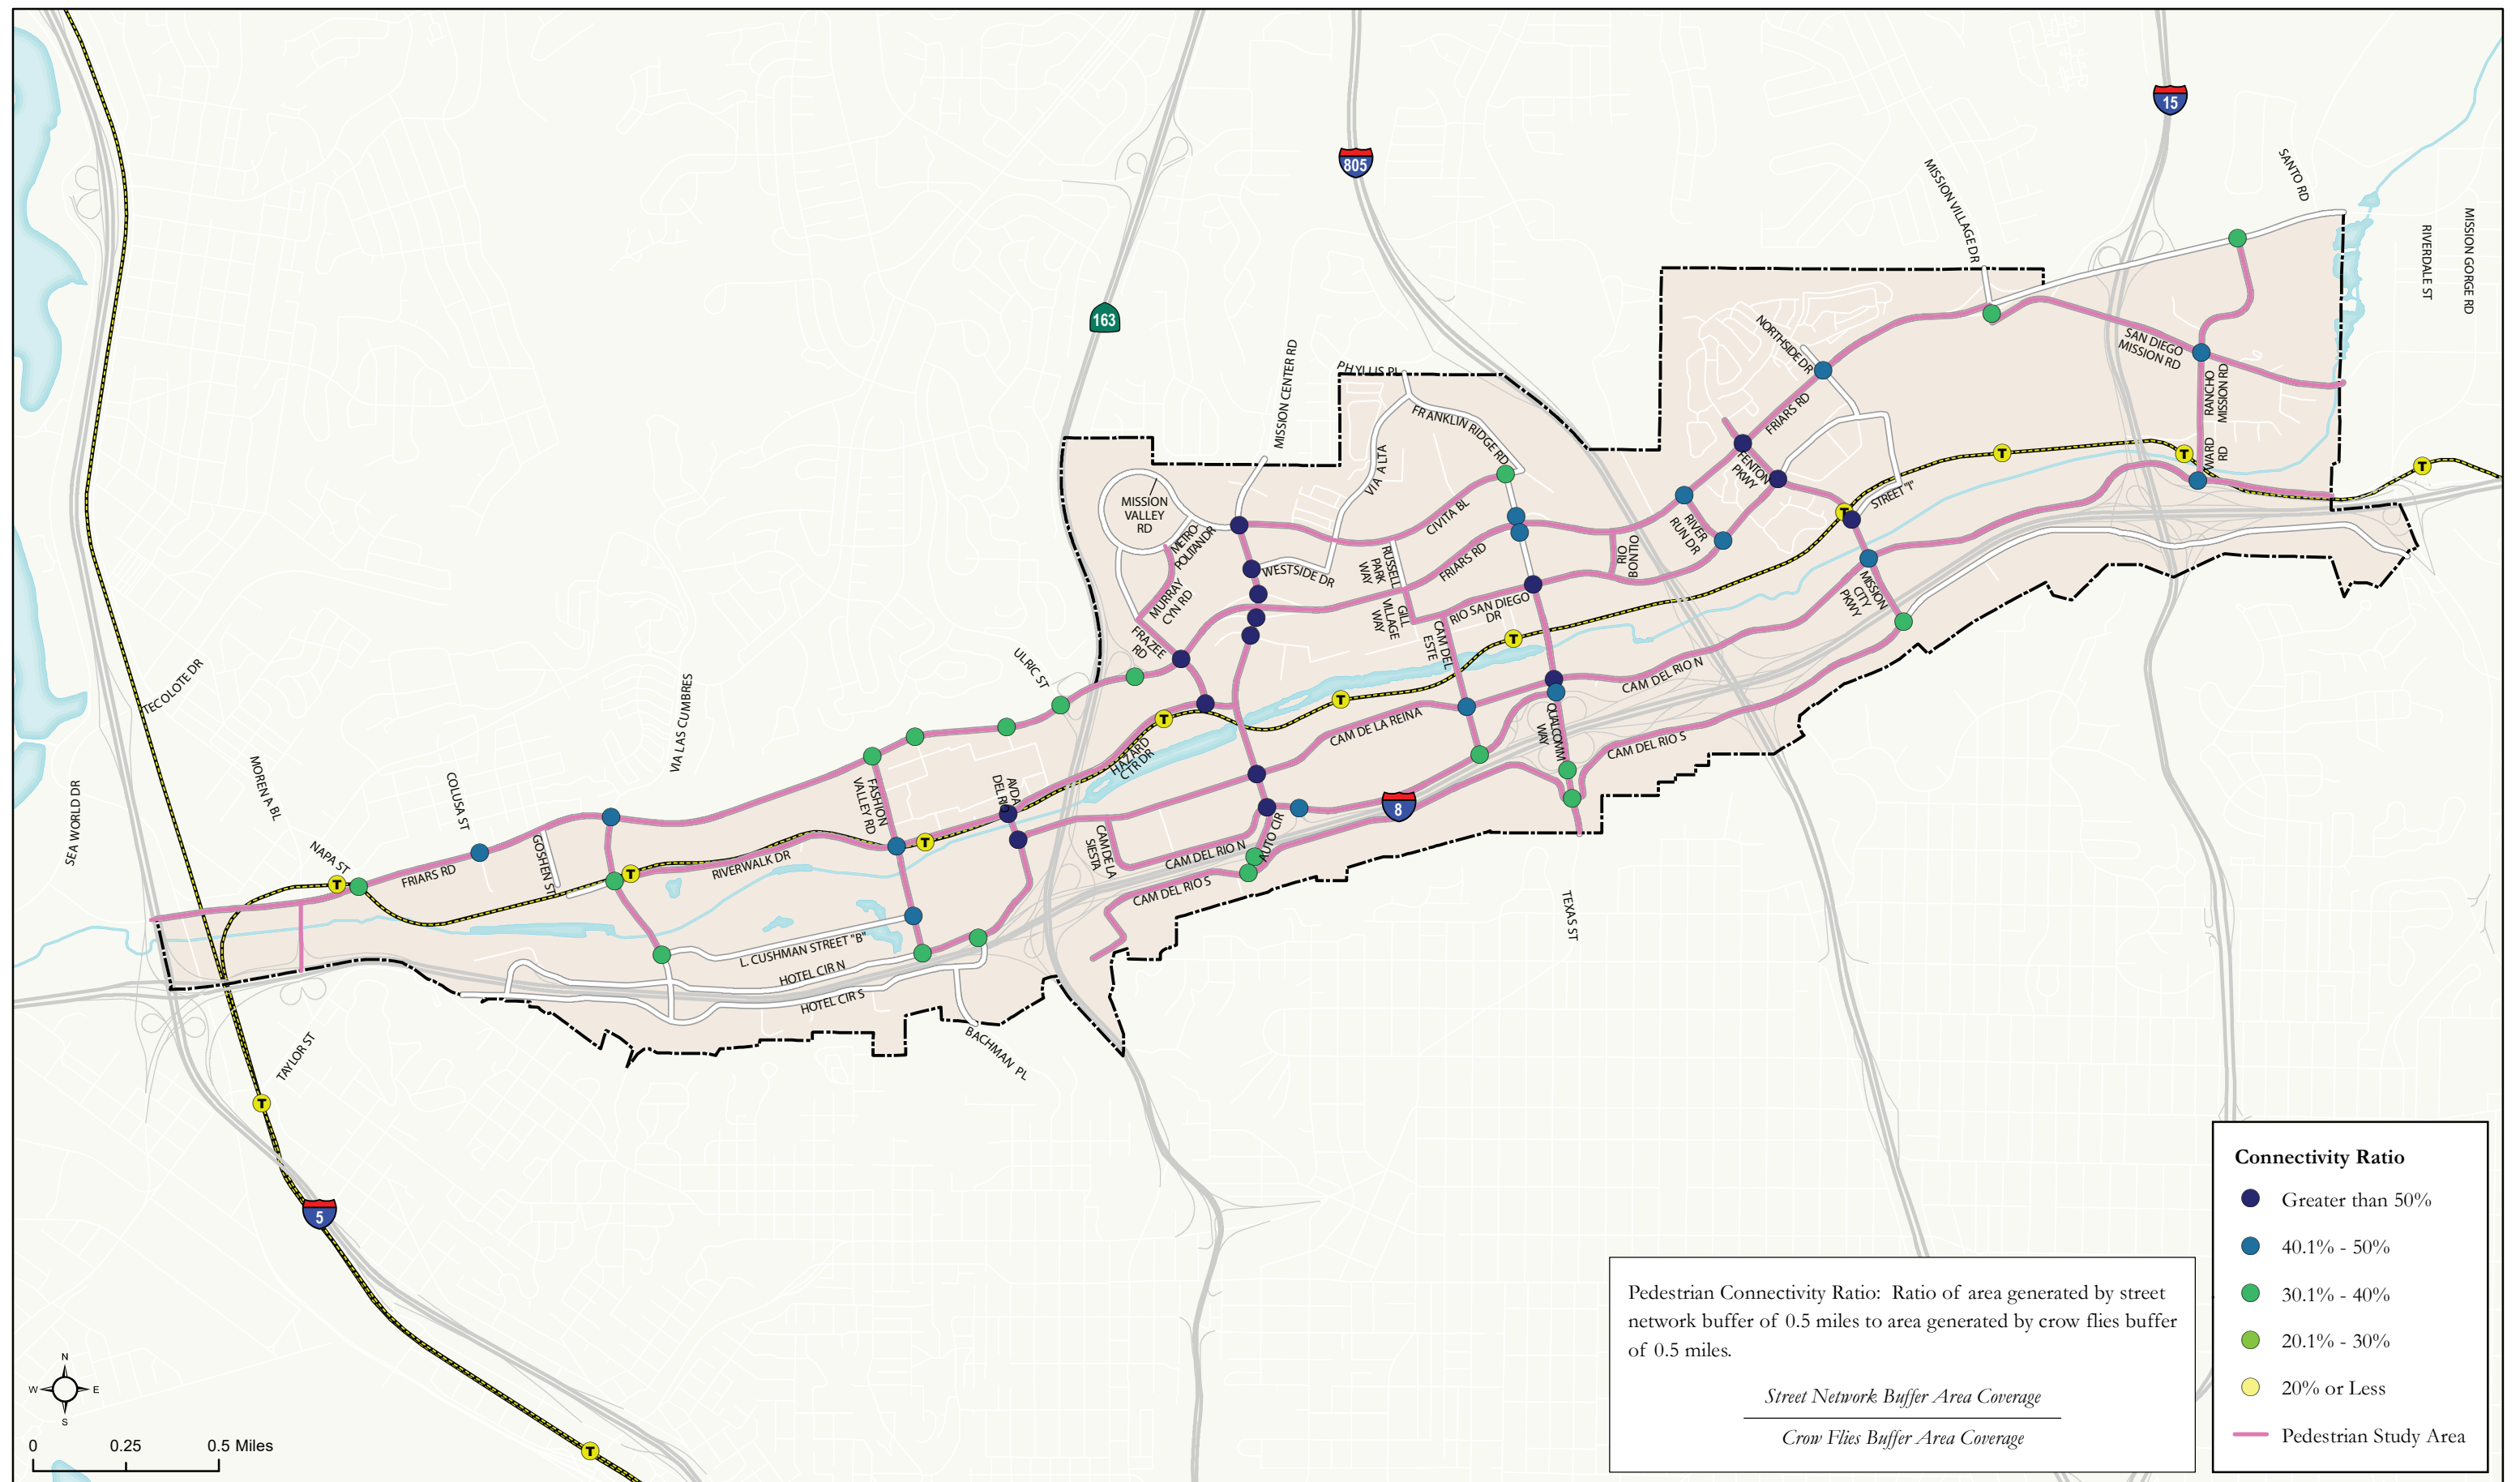 15
805
SANTO RD
MISSION VILLAGE DR
RIVERDALE ST
MISSION GORGE RD
163
NORTHSIDE DR
SAN DIEGO
MISSION RD
MISSION CENTER RD
PHYLLIS PL
RANCHO
MISSION RD
FRANKLIN RIDGE RD
FRIARS RD
VIA ALTA
WARD
RD
T
T
T
FENTON
PKWY
MISSION
VALLEY
RD
STREET "I"
T
METRO-
POLITAN DR
CIVITA BL
RIVER
RUN DR
RIO
BONTIO
RUSSELL
PARK
WAY
FRIARS RD
WESTSIDE DR
MURRAY
CYN RD
MISSION
CITY
PKWY
RIO SAN DIEGO
DR
GILL
VILLAGE
WAY
FRAZEE
RD
CAM DEL
ESTE
T
ULRIC ST
TECOLOTE DR
CAM DEL RIO N
T
T
VIA LAS CUMBRES
CAM DE LA REINA
QUALCOMM
WAY
CAM DEL RIO S
HAZARD
CTR DR
MORENA BL
COLUSA ST
FASHION
VALLEY RD
AVDA
DEL RIO
8
SEA WORLD DR
AUTO CIR
T
CAM DE LA
SIESTA
CAM DEL RIO N
NAPA ST
GOSHEN ST
RIVERWALK DR
T
T
FRIARS RD
CAM DEL RIO S
TEXAS ST
L. CUSHMAN STREET "B"
HOTEL CIR N
HOTEL CIR S
TAYLOR ST
BACHMAN PL
T
5
T
Connectivity Ratio
Greater than 50%
40.1% - 50%
30.1% - 40%
20.1% - 30%
20% or Less
Pedestrian Study Area
Pedestrian Connectivity Ratio: Ratio of area generated by street
network buffer of 0.5 miles to area generated by crow flies buffer
of 0.5 miles.
Street Network Buffer Area Coverage
Crow Flies Buffer Area Coverage
N
W
E
S
0
0.25
0.5 Miles